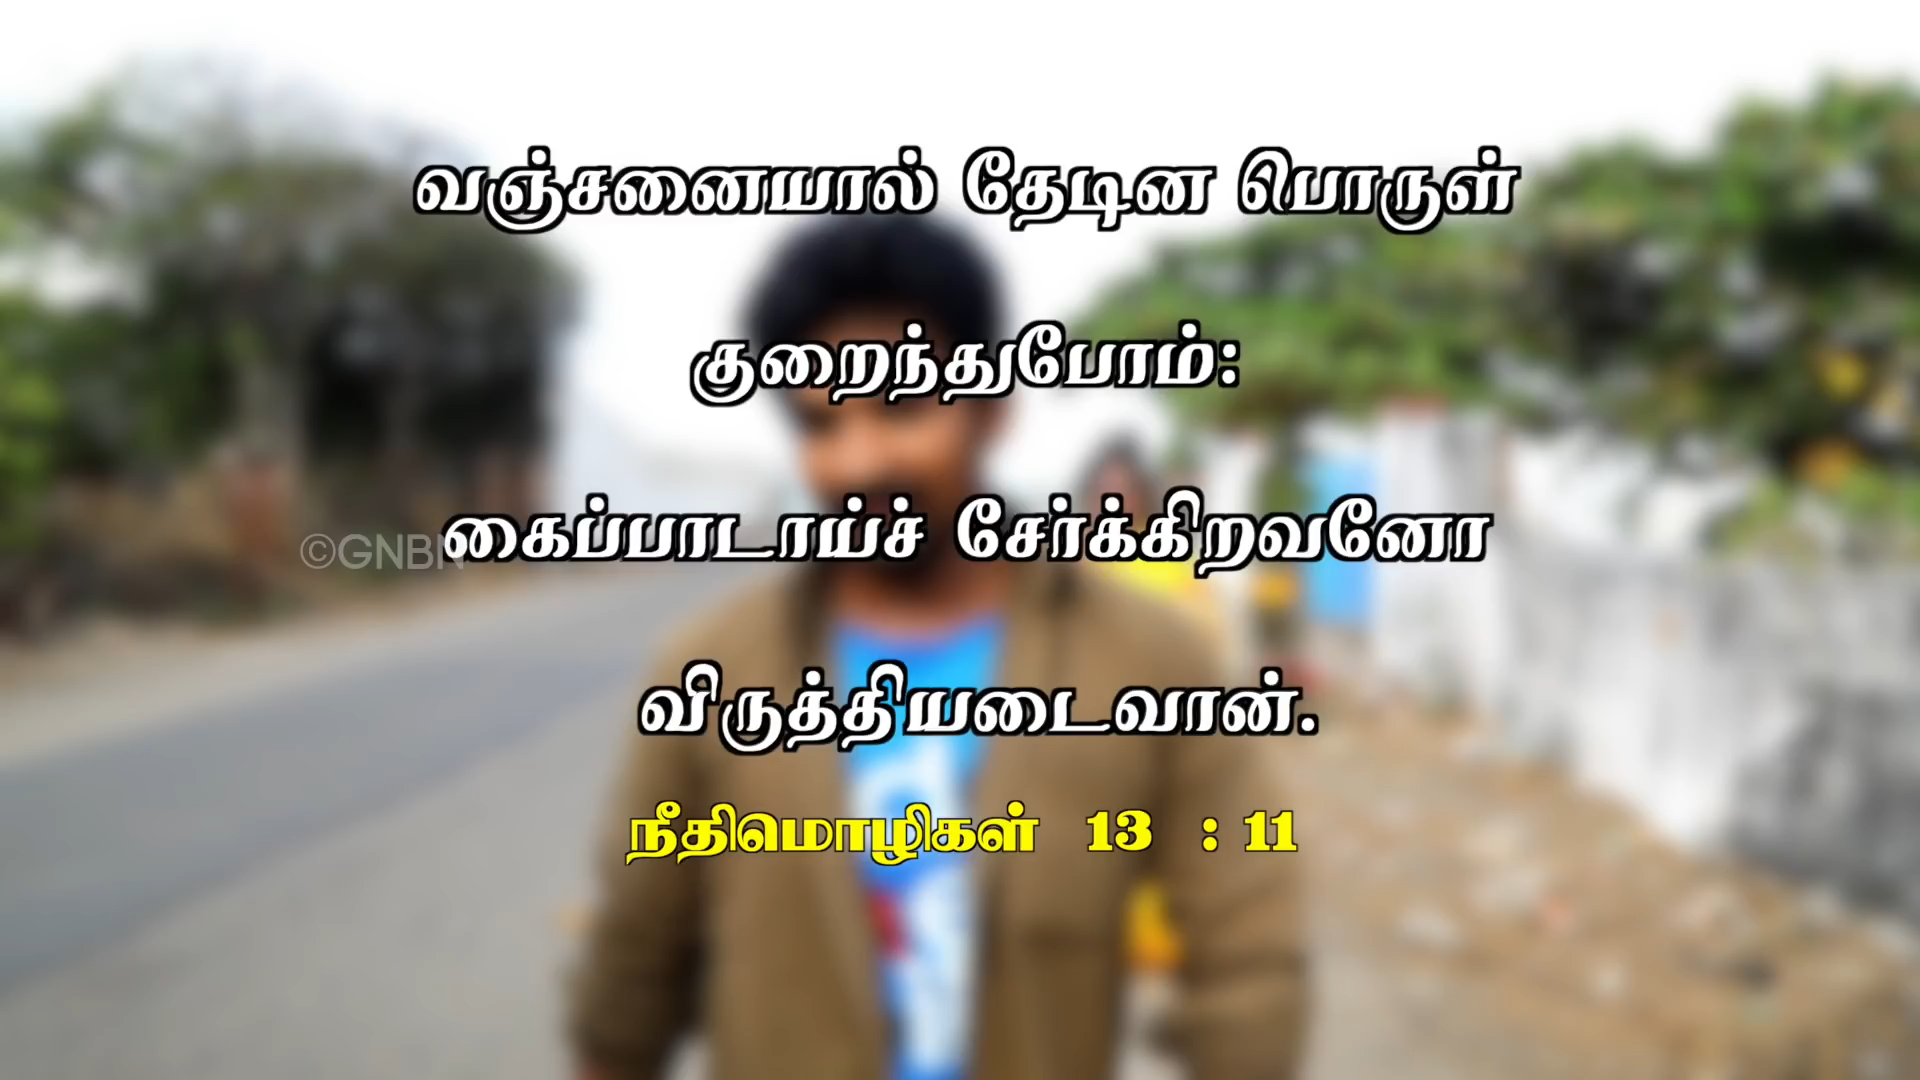 வஞ்சனையால் தேடின பொருள்
குறைந்துபோம்:
©GNBN
கைப்பாடாய்ச் சேர்க்கிறவனோ
விருத்தியடைவான்.
நீதிமொழிகள் 13 : 11